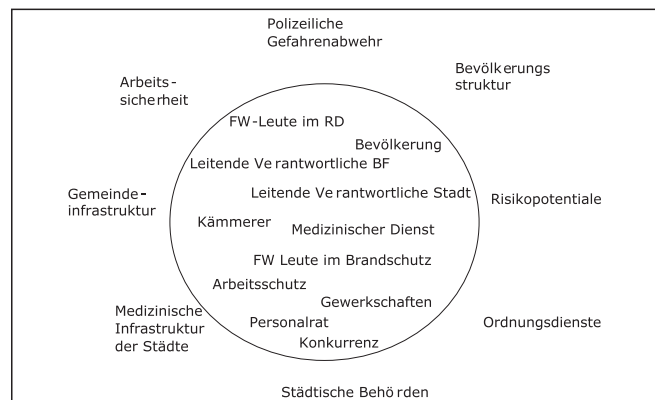 Polizeiliche
Gefahrenabwehr
Bevölkerungs
struktur
Arbeits-
sicherheit
FW-Leute im RD
Bevölkerung
Leitende Verantwortliche BF
Leitende Verantwortliche Stadt
Gemeinde-
infrastruktur
Risikopotentiale
Kämmerer
Medizinischer Dienst
FW Leute im Brandschutz
Arbeitsschutz
Gewerkschaften
Medizinische
Infrastruktur
der Städte
Personalrat
Ordnungsdienste
Konkurrenz
Städtische Behörden